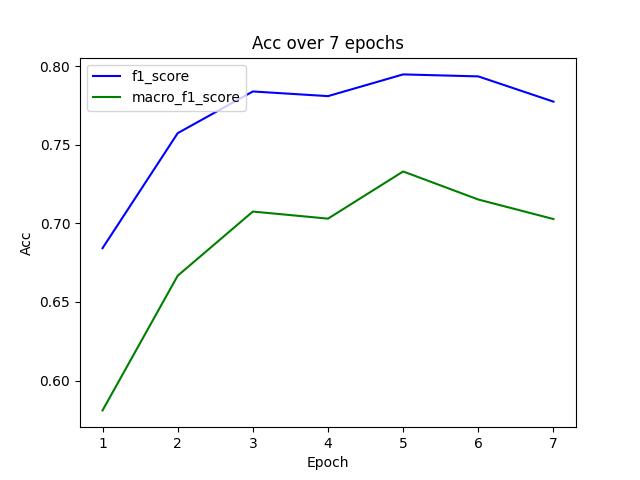 Acc over 7 epochs
f1_score
macro_f1_score
0.80
0.75
0.70
0.65
0.60
Acc
1 2 3 4 5 6 7
Epoch